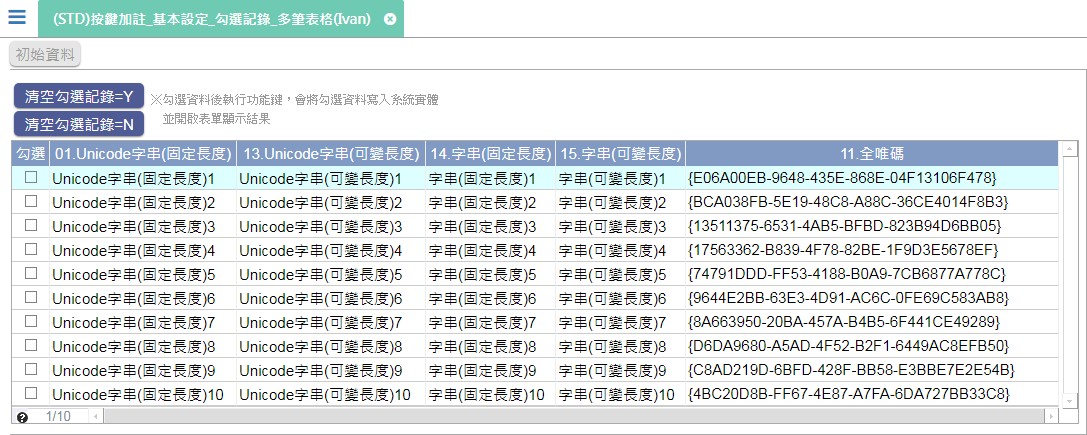 (STD)按鍵加註_基本設定_勾選記錄_多筆表格(Ivan)
初始資料
清空勾選記錄=Y
※勾選資料後執行功能鍵，會將勾選資料寫入系統實體
並開啟表單顯示結果
清空勾選記錄=N
勾選 01.Unicode字串(固定長度) 13.Unicode字串(可變長度) 14.字串(固定長度) 15.字串(可變長度) 11.全唯碼
Unicode字串(固定長度)1 Unicode字串(可變長度)1 字串(固定長度)1 字串(可變長度)1 {E06A00EB-9648-435E-868E-04F13106F478}
Unicode字串(固定長度)2 Unicode字串(可變長度)2 字串(固定長度)2 字串(可變長度)2 {BCA038FB-5E19-48C8-A88C-36CE4014F8B3}
Unicode字串(固定長度)3 Unicode字串(可變長度)3 字串(固定長度)3 字串(可變長度)3 {13511375-6531-4AB5-BFBD-823B94D6BB05}
Unicode字串(固定長度)4 Unicode字串(可變長度)4 字串(固定長度)4 字串(可變長度)4 {17563362-B839-4F78-82BE-1F9D3E5678EF}
Unicode字串(固定長度)5 Unicode字串(可變長度)5 字串(固定長度)5 字串(可變長度)5 {74791DDD-FF53-4188-B0A9-7CB6877A778C}
Unicode字串(固定長度)6 Unicode字串(可變長度)6 字串(固定長度)6 字串(可變長度)6 {9644E2BB-63E3-4D91-AC6C-0FE69C583AB8}
Unicode字串(固定長度)7 Unicode字串(可變長度)7 字串(固定長度)7 字串(可變長度)7 {8A663950-20BA-457A-B4B5-6F441CE49289}
Unicode字串(固定長度)8 Unicode字串(可變長度)8 字串(固定長度)8 字串(可變長度)8 {D6DA9680-A5AD-4F52-B2F1-6449AC8EFB50}
Unicode字串(固定長度)9 Unicode字串(可變長度)9 字串(固定長度)9 字串(可變長度)9 {C8AD219D-6BFD-428F-BB58-E3BBE7E2E54B}
Unicode字串(固定長度)10 Unicode字串(可變長度)10 字串(固定長度)10 字串(可變長度)10 {4BC20D8B-FF67-4E87-A7FA-6DA727BB33C8}
1/10